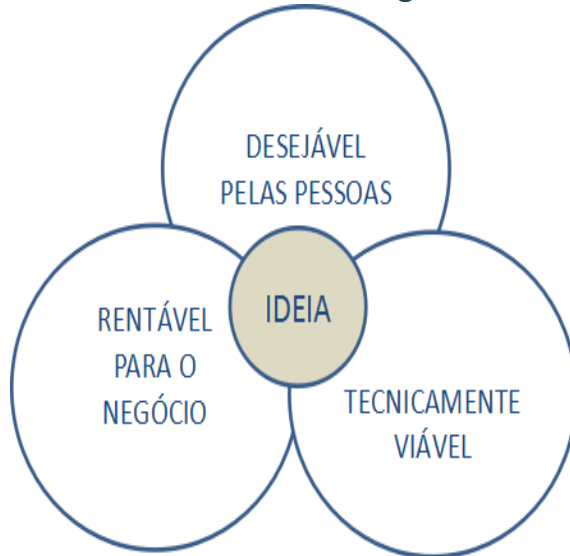 DESEJÁVEL
PELAS PESSOAS
IDEIA
RENTÁVEL
PARA O
NEGÓCIO
TECNICAMENTE
VIÁVEL